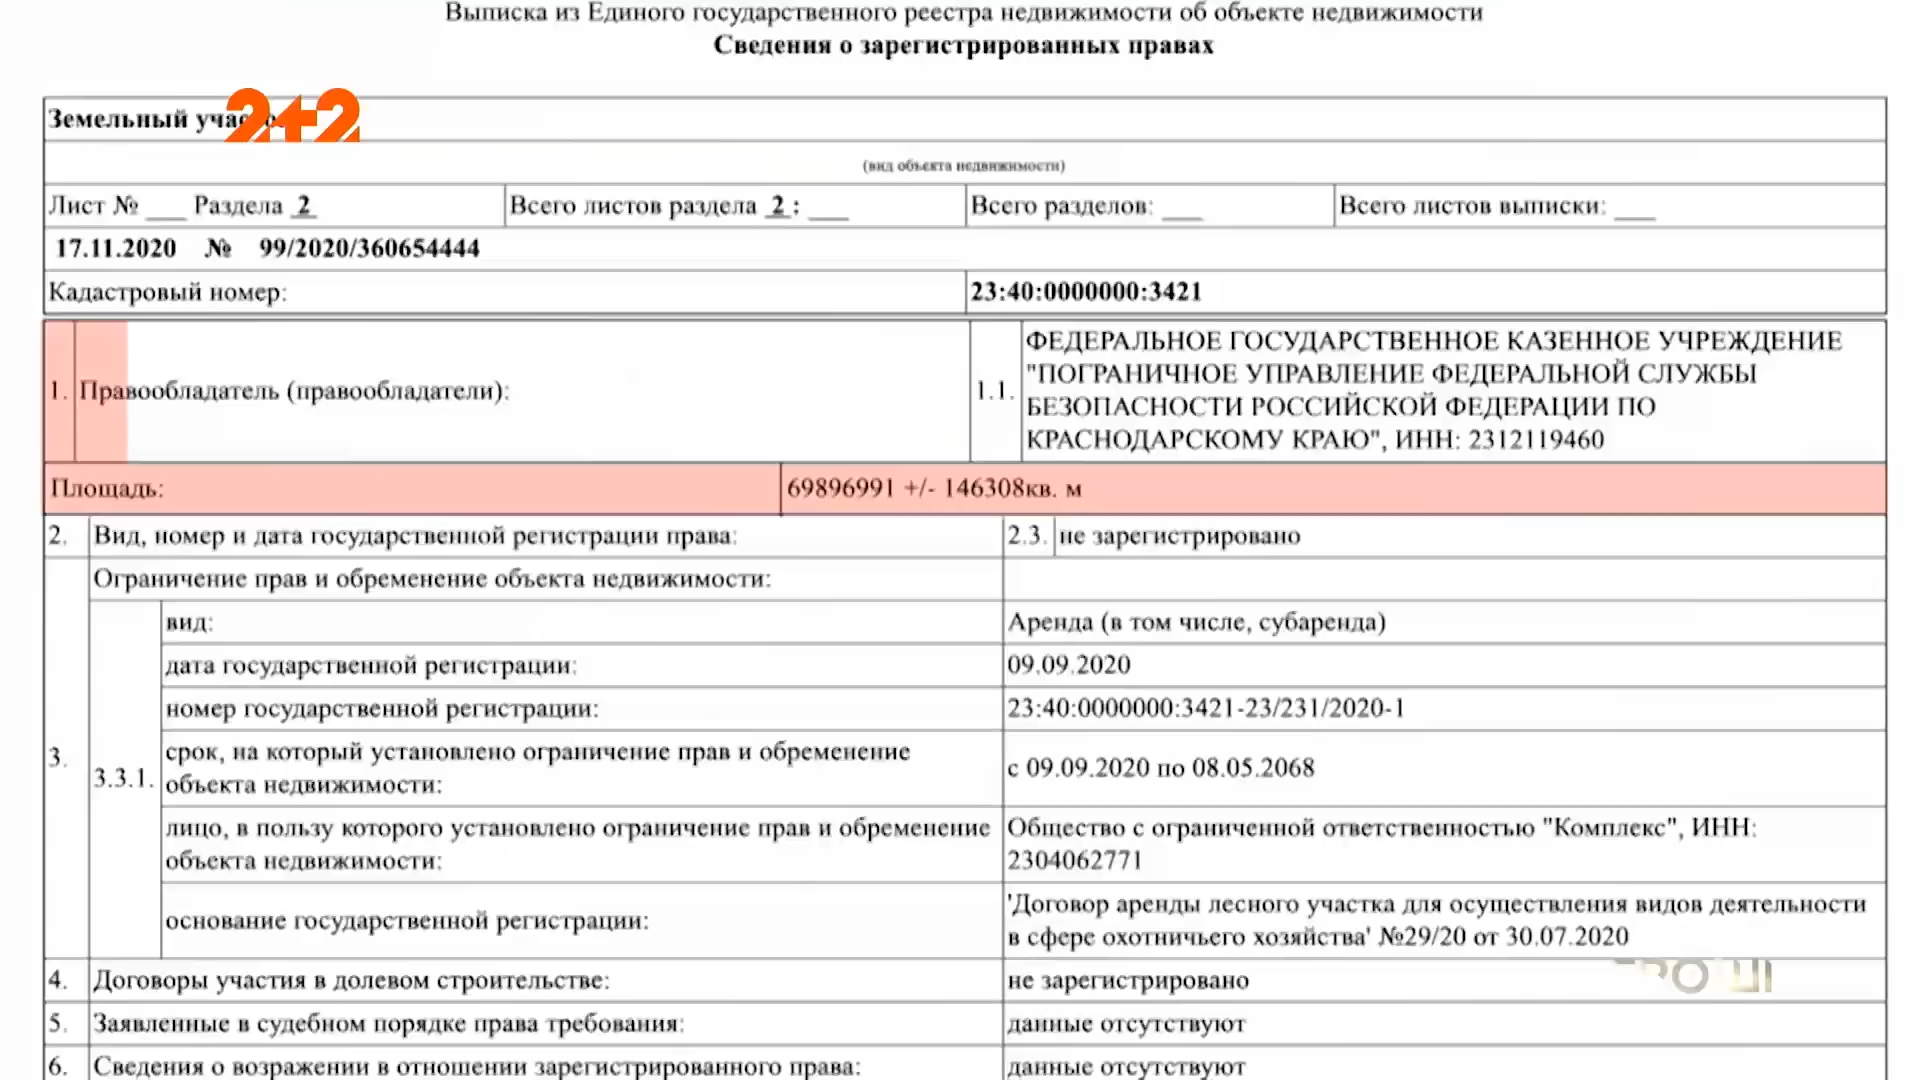 Выписка из Единого государственного реестра недвижимости об объекте недвижимости
Сведения о зарегистрированных правах
Земельный
2+2
(вид объекта недвижимости)
Лист № ___ Раздела 2
Всего листов раздела 2 : ___
Всего разделов: ___
Всего листов выписки: ___
17.11.2020 № 99/2020/360654444
Кадастровый номер:
23:40:0000000:3421
1. Правообладатель (правообладатели):
1.1. ФЕДЕРАЛЬНОЕ ГОСУДАРСТВЕННОЕ КАЗЕННОЕ УЧРЕЖДЕНИЕ
"ПОГРАНИЧНОЕ УПРАВЛЕНИЕ ФЕДЕРАЛЬНОЙ СЛУЖБЫ
БЕЗОПАСНОСТИ РОССИЙСКОЙ ФЕДЕРАЦИИ ПО
КРАСНОДАРСКОМУ КРАЮ", ИНН: 2312119460
Площадь:
69896991 +/- 146308кв. м
2. Вид, номер и дата государственной регистрации права:
2.3. не зарегистрировано
3. Ограничение прав и обременение объекта недвижимости:
3.3.1. вид:
Аренда (в том числе, субаренда)
дата государственной регистрации:
09.09.2020
номер государственной регистрации:
23:40:0000000:3421-23/231/2020-1
срок, на который установлено ограничение прав и обременение
объекта недвижимости:
с 09.09.2020 по 08.05.2068
лицо, в пользу которого установлено ограничение прав и обременение
объекта недвижимости:
Общество с ограниченной ответственностью "Комплекс", ИНН:
2304062771
основание государственной регистрации:
'Договор аренды лесного участка для осуществления видов деятельности
в сфере охотничьего хозяйства' №29/20 от 30.07.2020
4. Договоры участия в долевом строительстве:
не зарегистрировано
5. Заявленные в судебном порядке права требования:
данные отсутствуют
6. Сведения о возражении в отношении зарегистрированного права:
данные отсутствуют